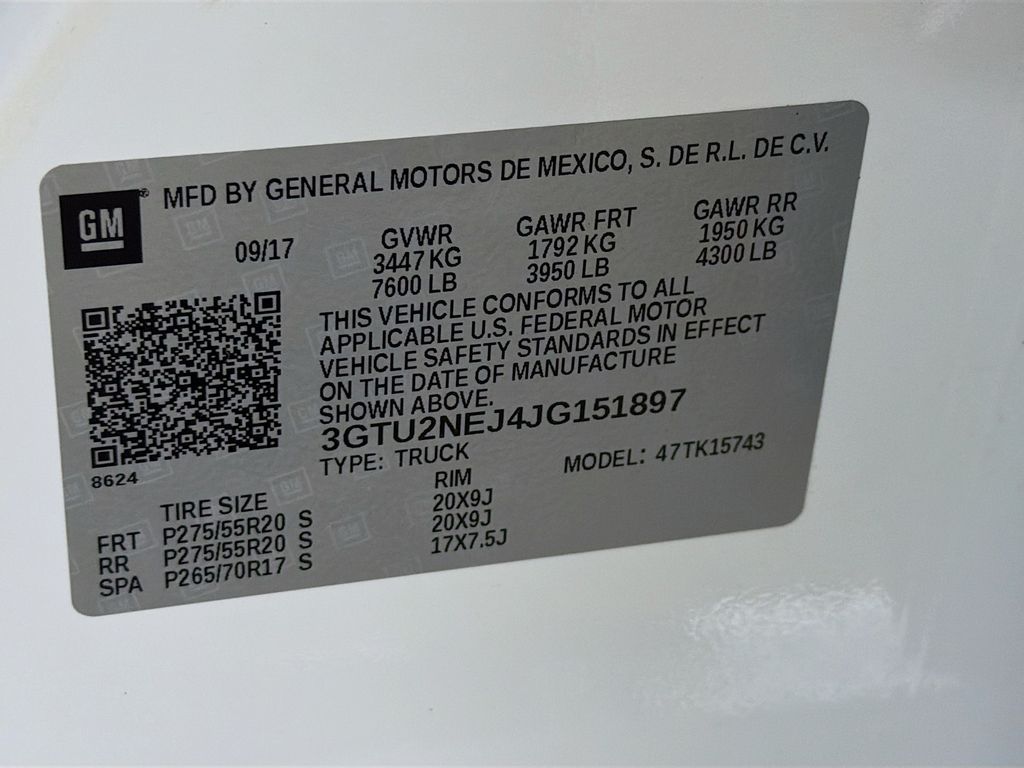 GM ® MFD BY GENERAL MOTORS DE MEXICO, S. DE R.L. DE C.V.
09/17 GVWR GAWR FRT GAWR RR
3447 KG 1792 KG 1950 KG
7600 LB 3950 LB 4300 LB
THIS VEHICLE CONFORMS TO ALL
APPLICABLE U.S. FEDERAL MOTOR
VEHICLE SAFETY STANDARDS IN EFFECT
ON THE DATE OF MANUFACTURE
SHOWN ABOVE.
3GTU2NEJ4JG151897
8624 TYPE: TRUCK MODEL: 47TK15743
TIRE SIZE RIM
FRT P275/55R20 S 20X9J
RR P275/55R20 S 20X9J
SPA P265/70R17 S 17X7.5J